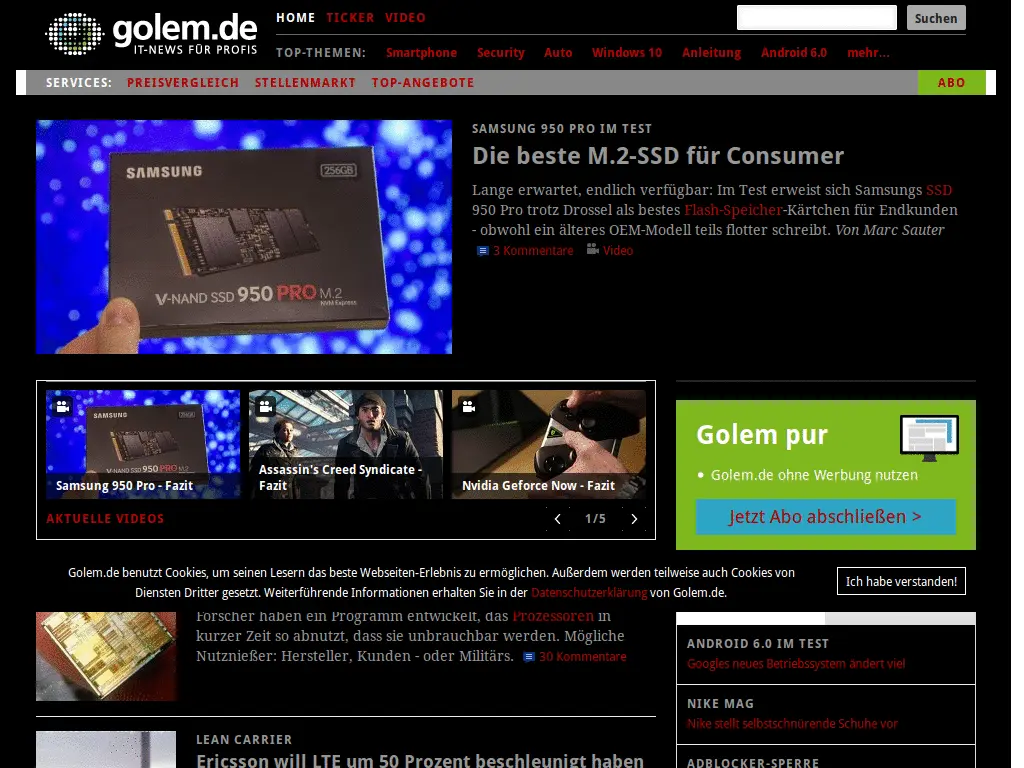 golem.de
IT-NEWS FÜR PROFIS
HOME TICKER VIDEO
Suchen
TOP-THEMEN: Smartphone Security Auto Windows 10 Anleitung Android 6.0 mehr...
SERVICES: PREISVERGLEICH STELLENMARKT TOP-ANGEBOTE ABO
SAMSUNG
256GB
V-NAND SSD 950 PRO M.2
NVM Express
SAMSUNG 950 PRO IM TEST
Die beste M.2-SSD für Consumer
Lange erwartet, endlich verfügbar: Im Test erweist sich Samsungs SSD
950 Pro trotz Drossel als bestes Flash-Speicher-Kärtchen für Endkunden
- obwohl ein älteres OEM-Modell teils flotter schreibt. Von Marc Sauter
3 Kommentare Video
SAMSUNG
V-NAND SSD 950 PRO M.2
Samsung 950 Pro - Fazit
Assassin's Creed Syndicate -
Fazit
Nvidia Geforce Now - Fazit
AKTUELLE VIDEOS
1/5
Golem pur
• Golem.de ohne Werbung nutzen
Jetzt Abo abschließen >
Golem.de benutzt Cookies, um seinen Lesern das beste Webseiten-Erlebnis zu ermöglichen. Außerdem werden teilweise auch Cookies von
Diensten Dritter gesetzt. Weiterführende Informationen erhalten Sie in der Datenschutzerklärung von Golem.de.
Ich habe verstanden!
Forscher haben ein Programm entwickelt, das Prozessoren in
kurzer Zeit so abnutzt, dass sie unbrauchbar werden. Mögliche
Nutznießer: Hersteller, Kunden - oder Militärs. 30 Kommentare
ANDROID 6.0 IM TEST
Googles neues Betriebssystem ändert viel
NIKE MAG
Nike stellt selbstschnürende Schuhe vor
ADBLOCKER-SPERRE
LEAN CARRIER
Ericsson will LTE um 50 Prozent beschleunigt haben